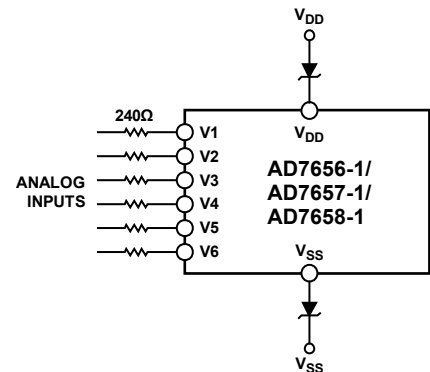 VDD
240Ω
V1
VDD
V2
V3
V4
V5
V6
ANALOG
INPUTS
AD7656-1/
AD7657-1/
AD7658-1
VSS
VSS